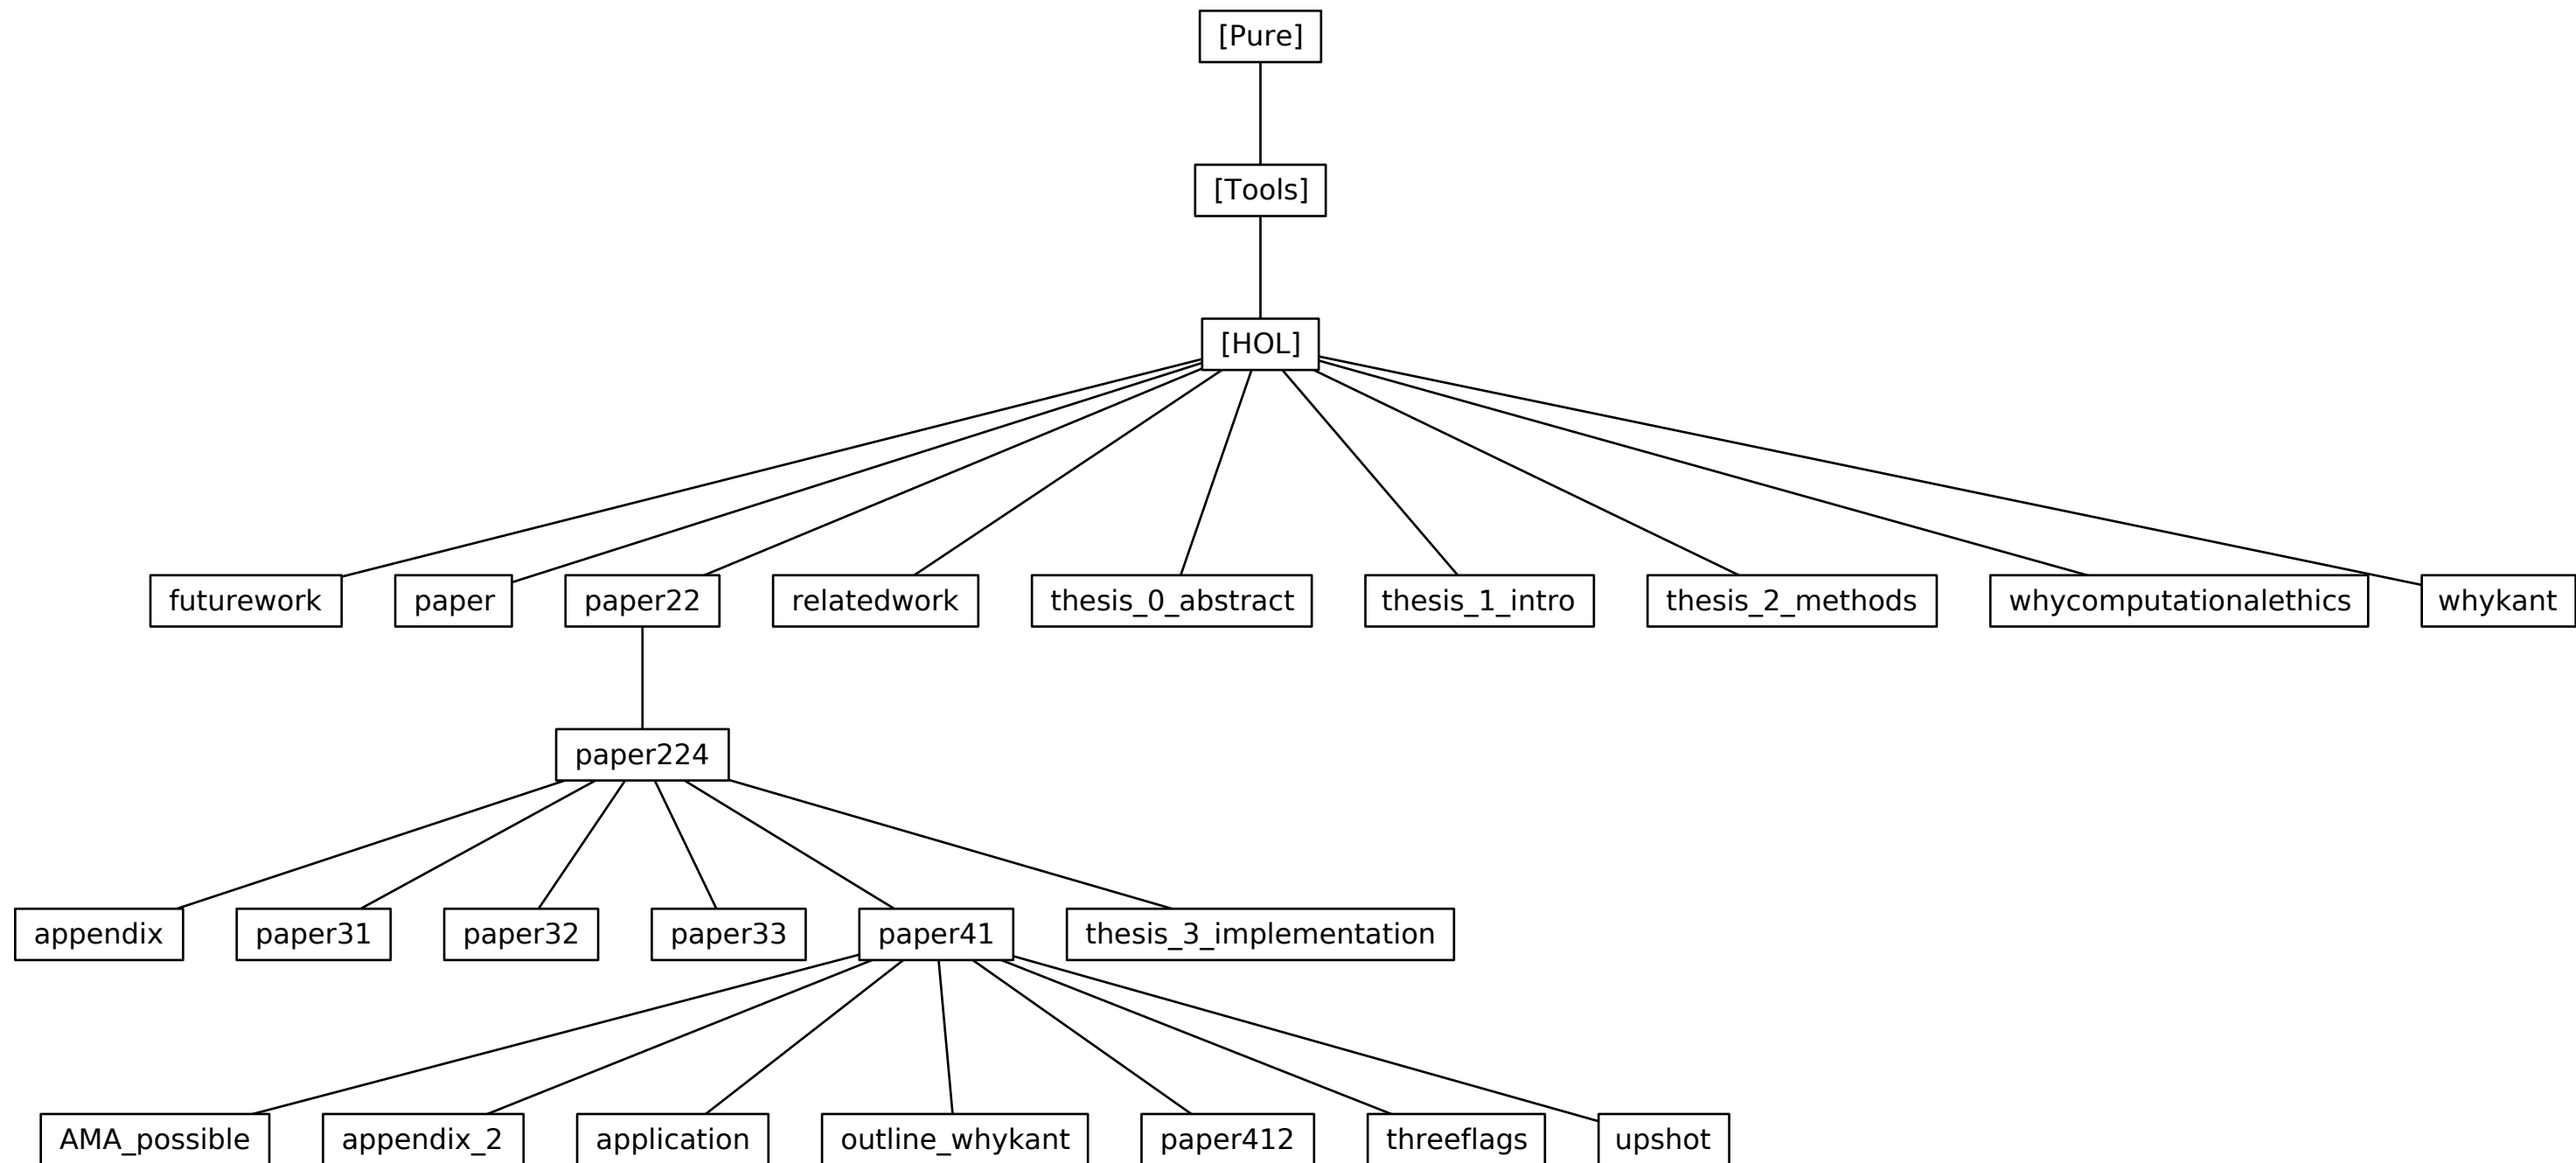 [Pure]
[Tools]
[HOL]
futurework
paper
paper22
relatedwork
thesis_0_abstract
thesis_1_intro
thesis_2_methods
whycomputationalethics
whykant
paper224
appendix
paper31
paper32
paper33
paper41
thesis_3_implementation
AMA_possible
appendix_2
application
outline_whykant
paper412
threeflags
upshot